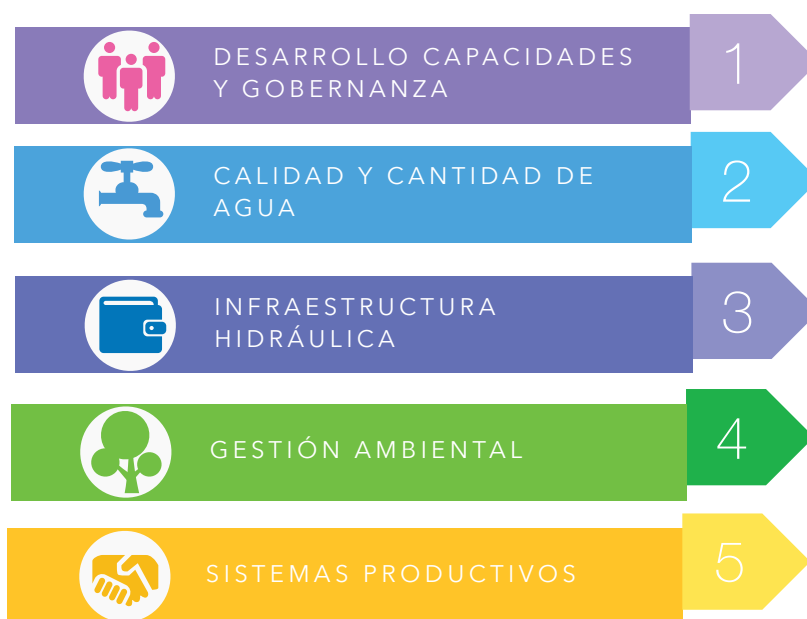 DESARROLLO CAPACIDADES
Y GOBERNANZA
1
CALIDAD Y CANTIDAD DE
AGUA
2
INFRAESTRUCTURA
HIDRÁULICA
3
GESTIÓN AMBIENTAL
4
SISTEMAS PRODUCTIVOS
5